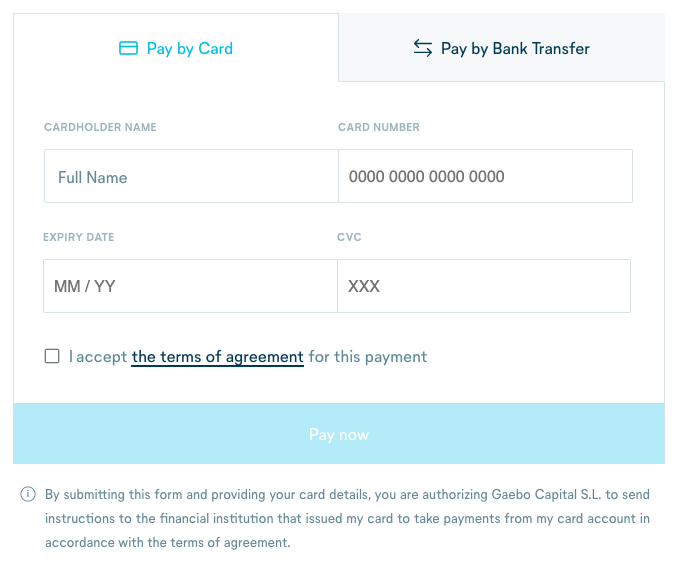 Pay by Card
Pay by Bank Transfer
CARDHOLDER NAME
CARD NUMBER
Full Name
0000 0000 0000 0000
EXPIRY DATE
CVC
MM / YY
XXX
I accept the terms of agreement for this payment
Pay now
By submitting this form and providing your card details, you are authorizing Gaebo Capital S.L. to send
instructions to the financial institution that issued my card to take payments from my card account in
accordance with the terms of agreement.